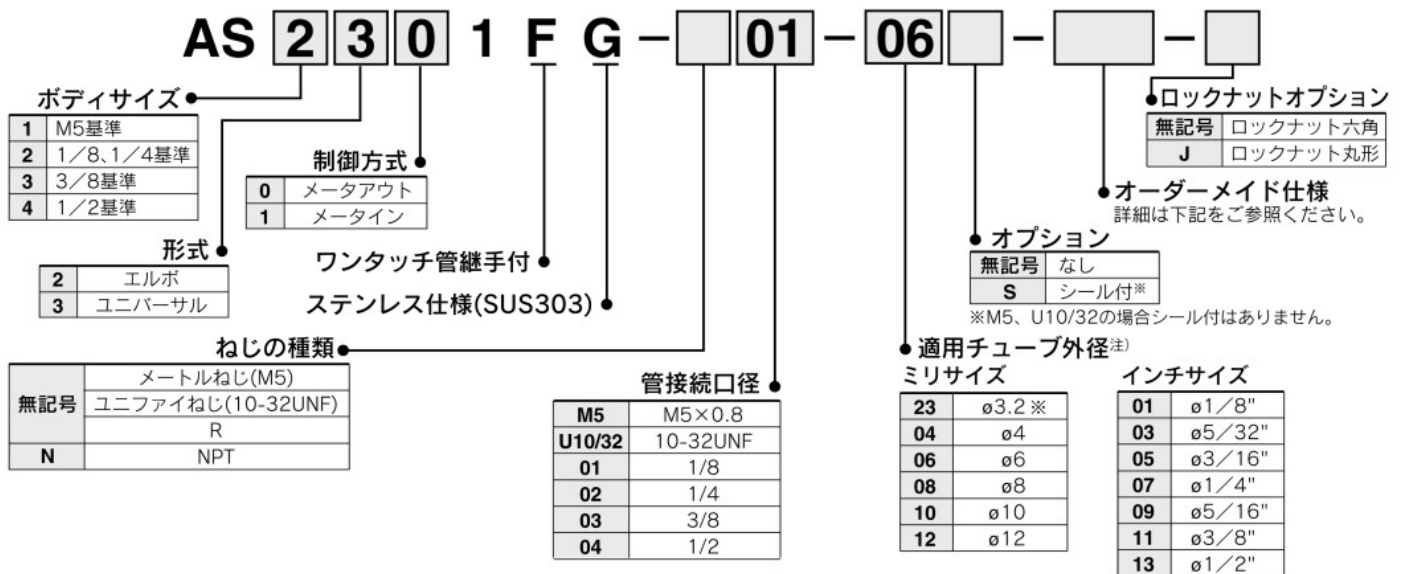 AS 2 3 0 1 F G － 01 － 06 － －
ボディサイズ
1 M5基準
2 1／8、1／4基準
3 3／8基準
4 1／2基準
形式
2 エルボ
3 ユニバーサル
制御方式
0 メータアウト
1 メータイン
ワンタッチ管継手付
ステンレス仕様(SUS303)
ねじの種類
無記号 メートルねじ(M5)
ユニファイねじ(10-32UNF)
R
N NPT
管接続口径
M5 M5×0.8
U10/32 10-32UNF
01 1/8
02 1/4
03 3/8
04 1/2
ロックナットオプション
無記号 ロックナット六角
J ロックナット丸形
オーダーメイド仕様
詳細は下記をご参照ください。
オプション
無記号 なし
S シール付※
※M5、U10/32の場合シール付はありません。
適用チューブ外径注)
ミリサイズ
23 ø3.2※
04 ø4
06 ø6
08 ø8
10 ø10
12 ø12
インチサイズ
01 ø1／8"
03 ø5／32"
05 ø3／16"
07 ø1／4"
09 ø5／16"
11 ø3／8"
13 ø1／2"